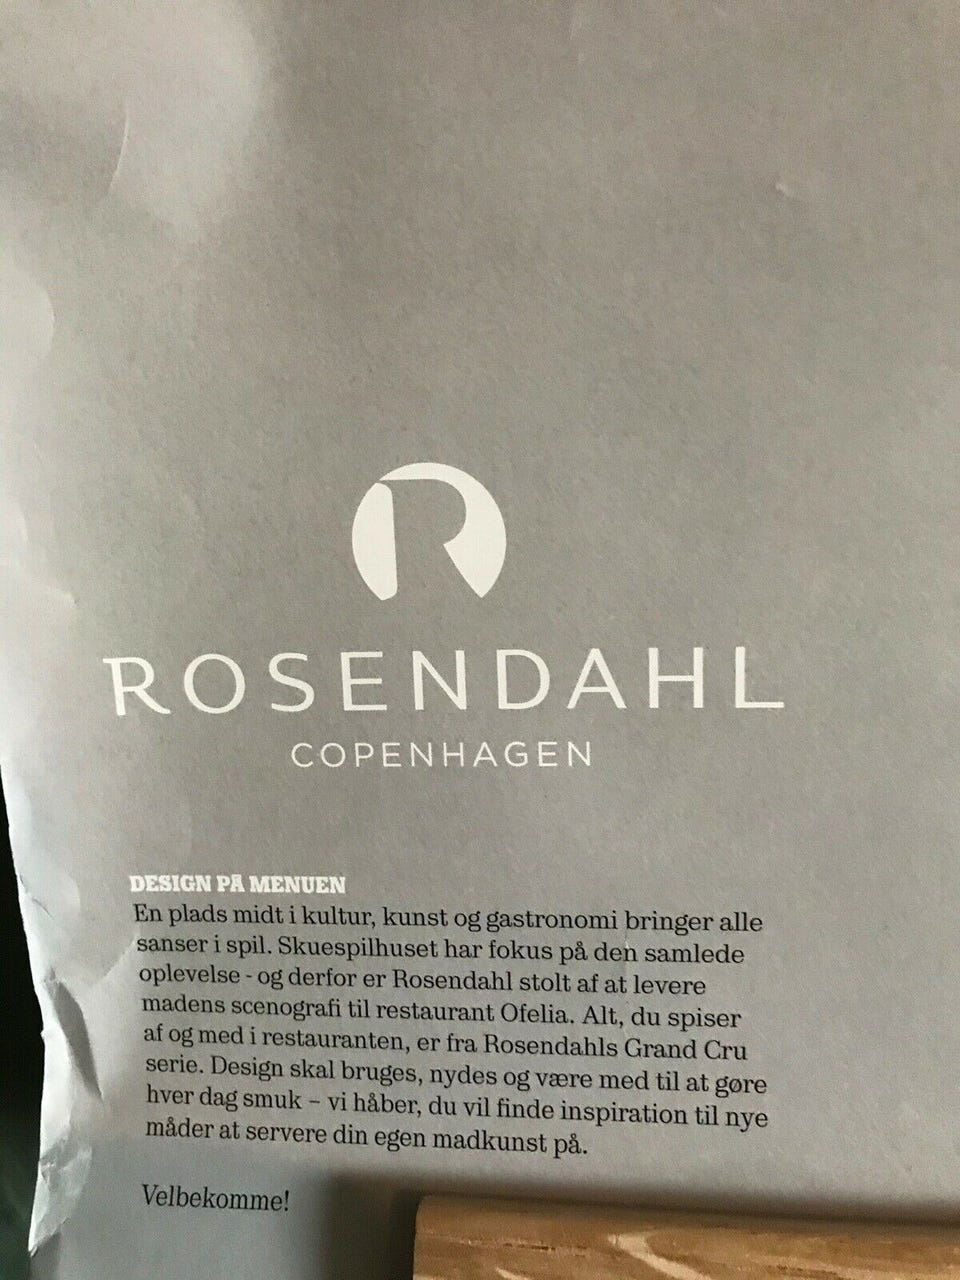 ROSENDAHL
COPENHAGEN
DESIGN PÅ MENUEN
En plads midt i kultur, kunst og gastronomi bringer alle
sanser i spil. Skuespilhuset har fokus på den samlede
oplevelse - og derfor er Rosendahl stolt af at levere
madens scenografi til restaurant Ofelia. Alt, du spiser
af og med i restauranten, er fra Rosendahls Grand Cru
serie. Design skal bruges, nydes og være med til at gøre
hver dag smuk – vi håber, du vil finde inspiration til nye
måder at servere din egen madkunst på.
Velbekomme!